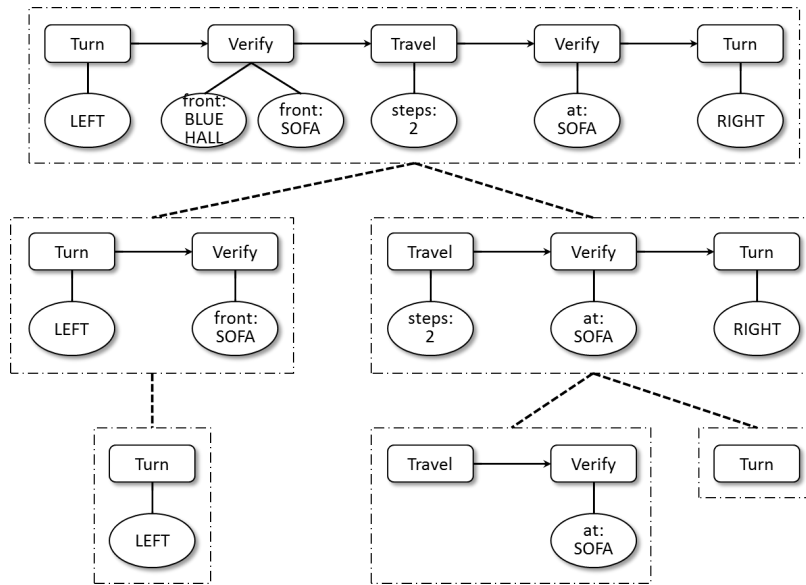 Turn
Verify
Travel
Verify
Turn
LEFT
front:
BLUE
HALL
front:
SOFA
steps:
2
at:
SOFA
RIGHT
Turn
Verify
LEFT
front:
SOFA
Travel
Verify
Turn
steps:
2
at:
SOFA
RIGHT
Turn
LEFT
Travel
Verify
at:
SOFA
Turn